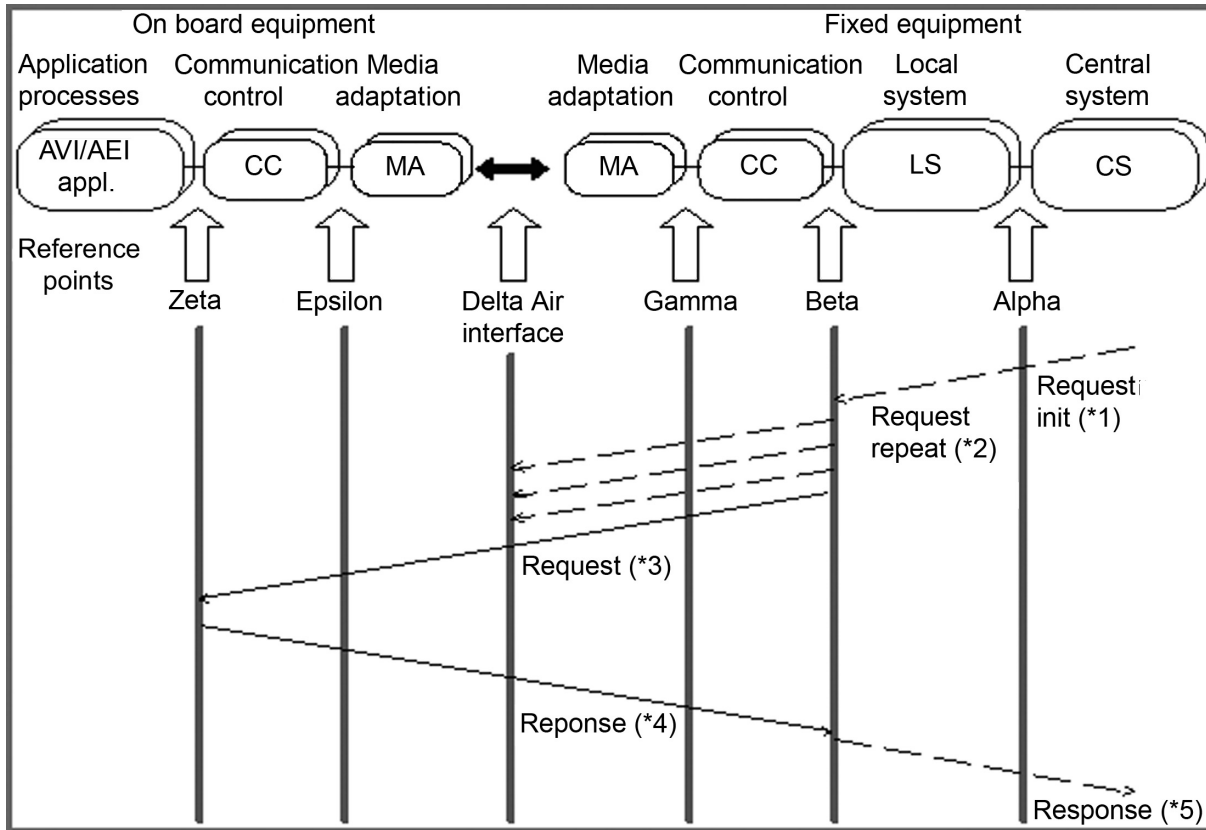 On board equipment
Fixed equipment
Application
processes
Communication
control
Media
adaptation
Media
adaptation
Communication
control
Local
system
Central
system
AVI/AEI
appl.
CC
MA
MA
CC
LS
CS
Reference
points
Zeta
Epsilon
Delta Air
interface
Gamma
Beta
Alpha
Request
init (*1)
Request
repeat (*2)
Request (*3)
Reponse (*4)
Response (*5)